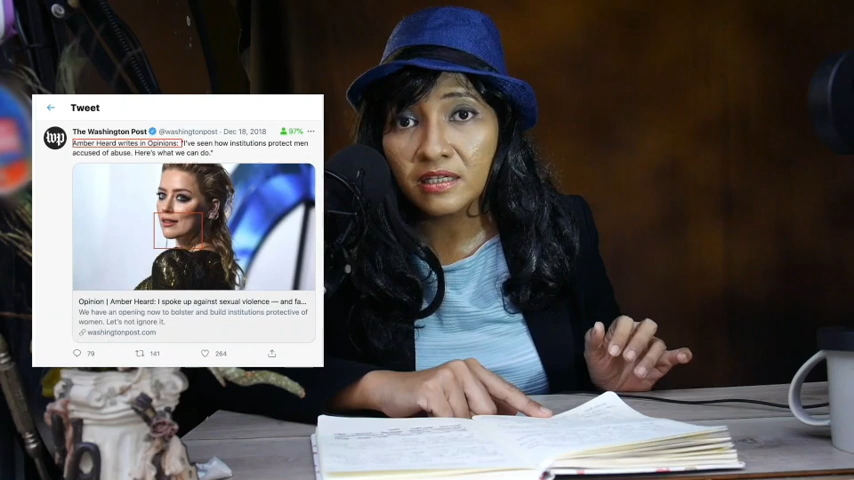 Tweet
The Washington Post @washingtonpost · Dec 18, 2018 97%
Amber Heard writes in Opinions: "I've seen how institutions protect men
accused of abuse. Here's what we can do."
Opinion | Amber Heard: I spoke up against sexual violence — and fa...
We have an opening now to bolster and build institutions protective of
women. Let's not ignore it.
washingtonpost.com
79 141 264
wp